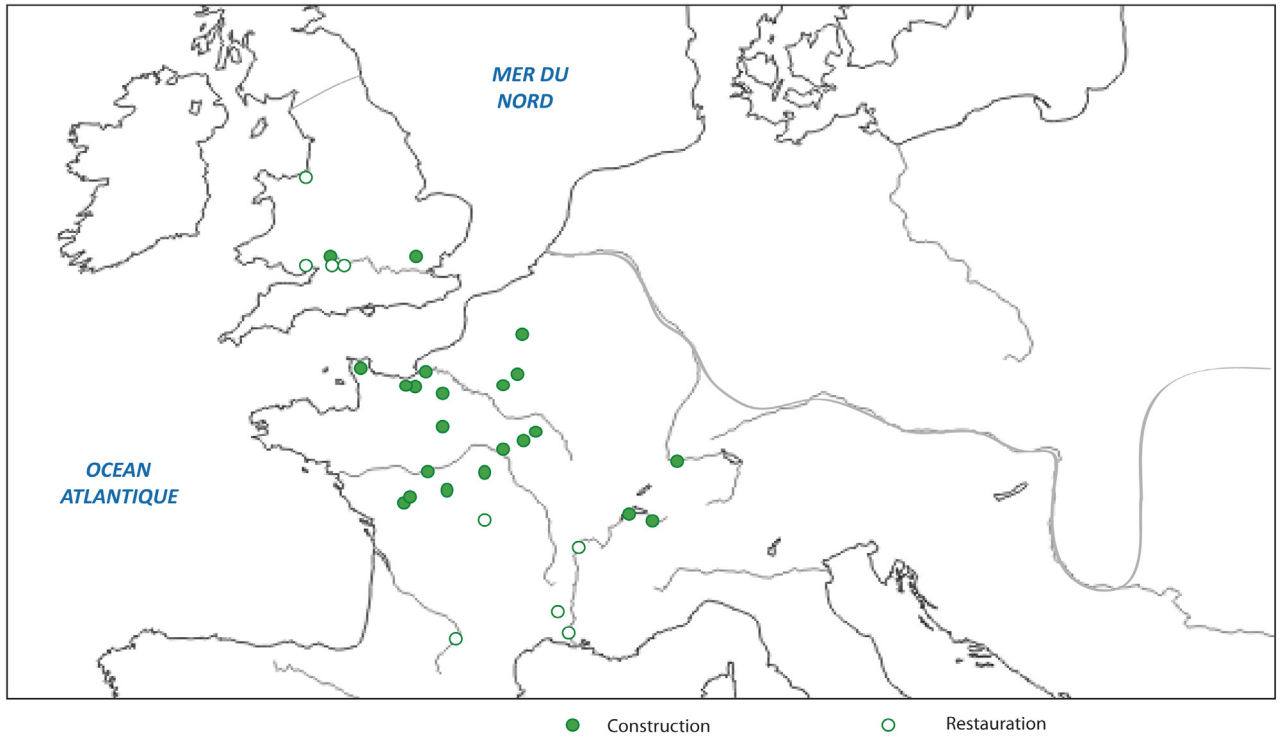 MER DU
NORD
OCEAN
ATLANTIQUE
Construction
Restauration